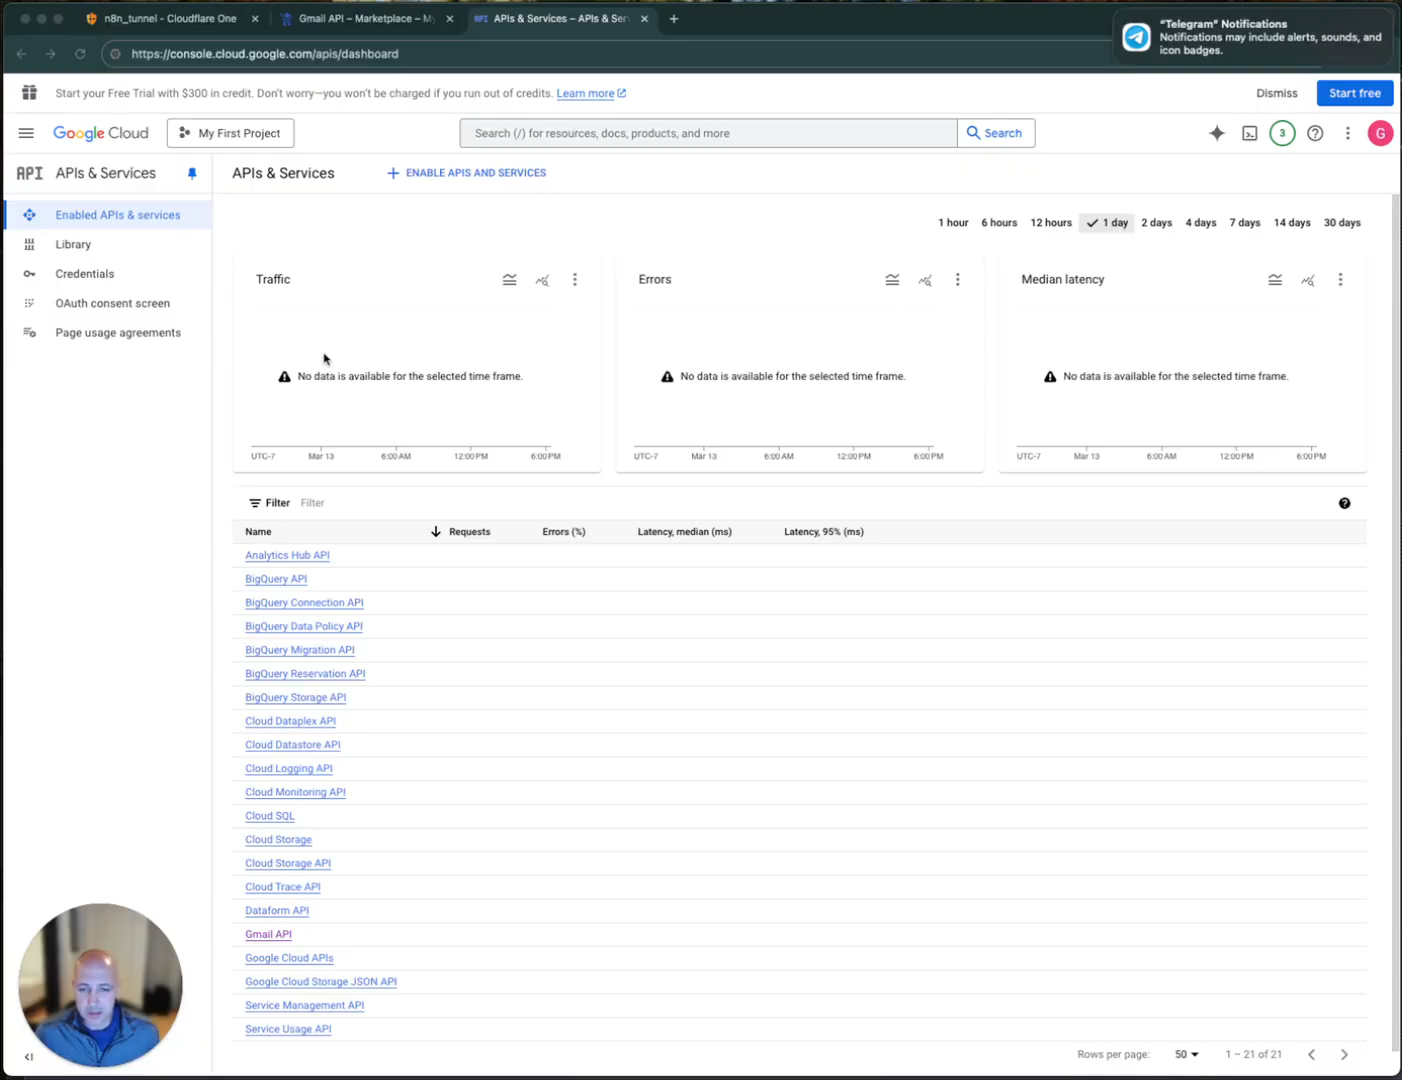 n8n_tunnel - Cloudflare One
Gmail API – Marketplace – My
API APIs & Services – APIs & Ser
"Telegram" Notifications
Notifications may include alerts, sounds, and
icon badges.
https://console.cloud.google.com/apis/dashboard
Start your Free Trial with $300 in credit. Don't worry—you won't be charged if you run out of credits. Learn more
Dismiss
Start free
Google Cloud
My First Project
Search (/) for resources, docs, products, and more
Search
3
G
API APIs & Services
APIs & Services
+ ENABLE APIS AND SERVICES
Enabled APIs & services
Library
Credentials
OAuth consent screen
Page usage agreements
1 hour 6 hours 12 hours 1 day 2 days 4 days 7 days 14 days 30 days
Traffic
No data is available for the selected time frame.
UTC-7 Mar 13 6:00 AM 12:00 PM 6:00 PM
Errors
No data is available for the selected time frame.
UTC-7 Mar 13 6:00 AM 12:00 PM 6:00 PM
Median latency
No data is available for the selected time frame.
UTC-7 Mar 13 6:00 AM 12:00 PM 6:00 PM
Filter Filter
Name Requests Errors (%) Latency, median (ms) Latency, 95% (ms)
Analytics Hub API
BigQuery API
BigQuery Connection API
BigQuery Data Policy API
BigQuery Migration API
BigQuery Reservation API
BigQuery Storage API
Cloud Dataplex API
Cloud Datastore API
Cloud Logging API
Cloud Monitoring API
Cloud SQL
Cloud Storage
Cloud Storage API
Cloud Trace API
Dataform API
Gmail API
Google Cloud APIs
Google Cloud Storage JSON API
Service Management API
Service Usage API
Rows per page: 50 1 – 21 of 21